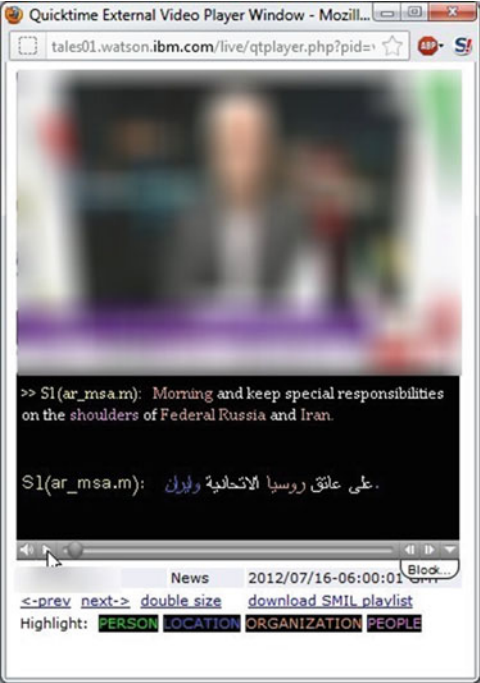 Quicktime External Video Player Window - Mozill...
tales01.watson.ibm.com/live/qtplayer.php?pid=
ABP
S!
>> S1(ar_msa.m): Morning and keep special responsibilities
on the shoulders of Federal Russia and Iran.
S1(ar_msa.m): على عاتق روسيا الاتحادية وإيران.
Block...
News 2012/07/16-06:00:01 GMT
<-prev next-> double size download SMIL playlist
Highlight: PERSON LOCATION ORGANIZATION PEOPLE